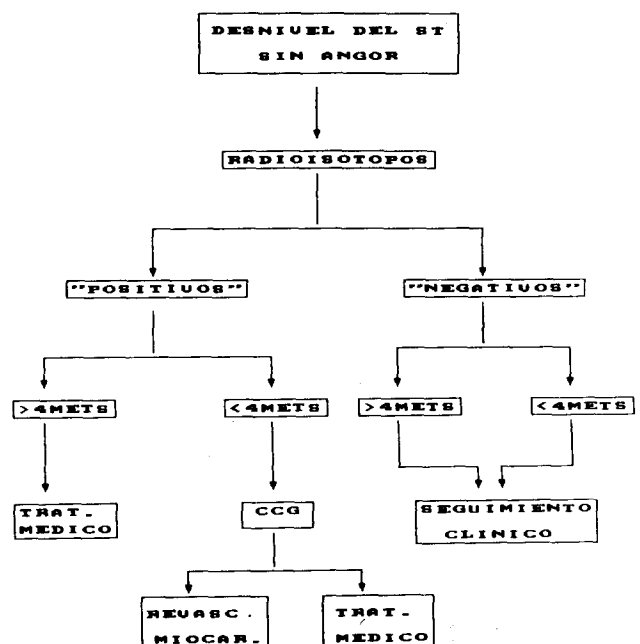 DESNIVEL DEL ST
SIN ANGOR
RADIOISOTOPOS
"POSITIVOS"
"NEGATIVOS"
>4METS
<4METS
>4METS
<4METS
TRAT.
MEDICO
CCG
SEGUIMIENTO
CLINICO
REVASC.
MIOCAR.
TRAT.
MEDICO